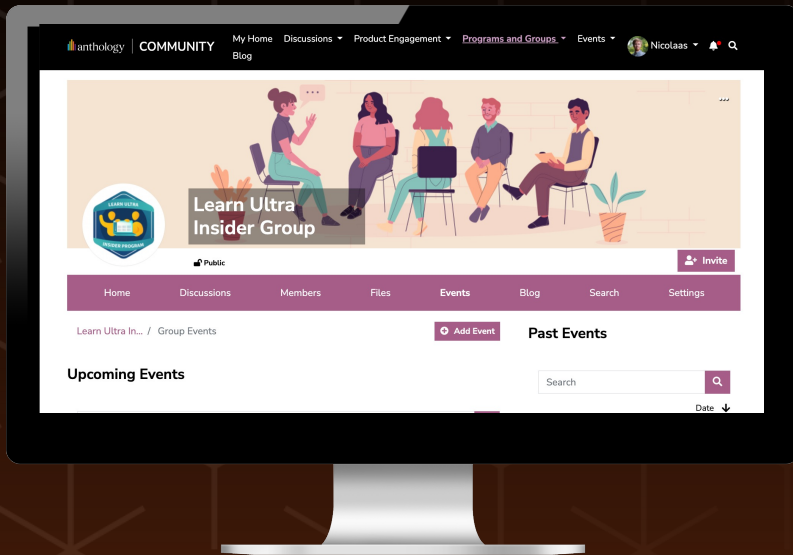 anthology | COMMUNITY
My Home Discussions Product Engagement Programs and Groups Events
Blog
Nicolaas
LEARN ULTRA
INSIDER PROGRAM
Learn Ultra
Insider Group
Public
Invite
Home Discussions Members Files Events Blog Search Settings
Learn Ultra In... / Group Events
Add Event
Past Events
Upcoming Events
Search
Date